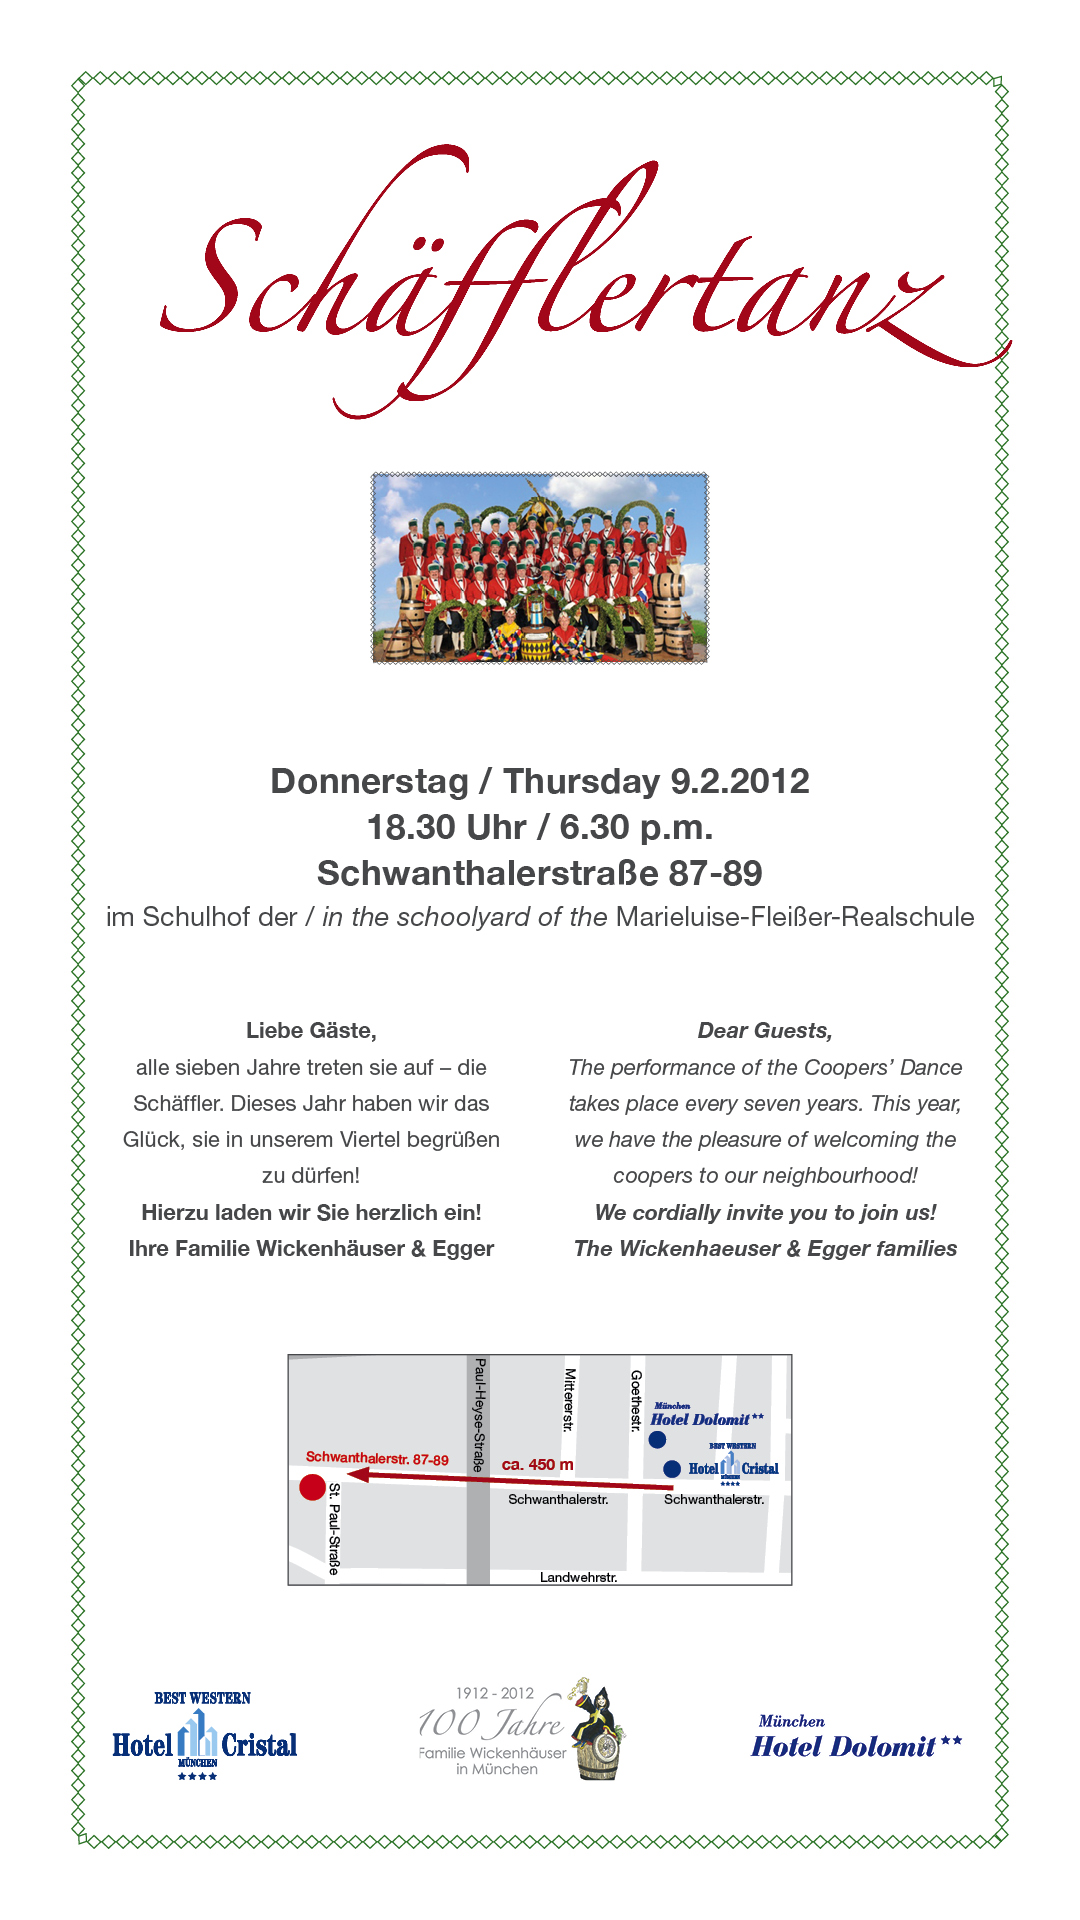 Schäfflertanz
Donnerstag / Thursday 9.2.2012
18.30 Uhr / 6.30 p.m.
Schwanthalerstraße 87-89
im Schulhof der / in the schoolyard of the Marieluise-Fleißer-Realschule
Liebe Gäste,
alle sieben Jahre treten sie auf – die
Schäffler. Dieses Jahr haben wir das
Glück, sie in unserem Viertel begrüßen
zu dürfen!
Hierzu laden wir Sie herzlich ein!
Ihre Familie Wickenhäuser & Egger
Dear Guests,
The performance of the Coopers’ Dance
takes place every seven years. This year,
we have the pleasure of welcoming the
coopers to our neighbourhood!
We cordially invite you to join us!
The Wickenhaeuser & Egger families
Paul-Heyse-Straße
Mittererstr.
Goethestr.
München
Hotel Dolomit
BEST WESTERN
Hotel Cristal
MÜNCHEN
Schwanthalerstr. 87-89
ca. 450 m
St. Paul-Straße
Schwanthalerstr.
Schwanthalerstr.
Landwehrstr.
BEST WESTERN
Hotel Cristal
MÜNCHEN
1912 - 2012
100 Jahre
Familie Wickenhäuser
in München
München
Hotel Dolomit